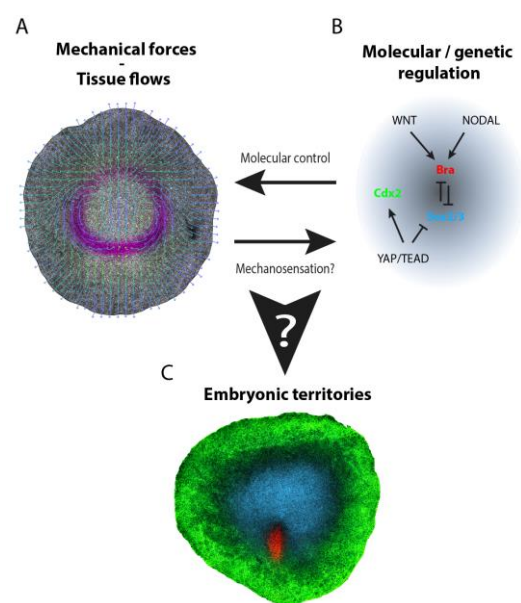 A
Mechanical forces
-
Tissue flows
B
Molecular / genetic
regulation
WNT
NODAL
Bra
Cdx2
YAP/TEAD
Molecular control
Mechanosensation?
?
C
Embryonic territories